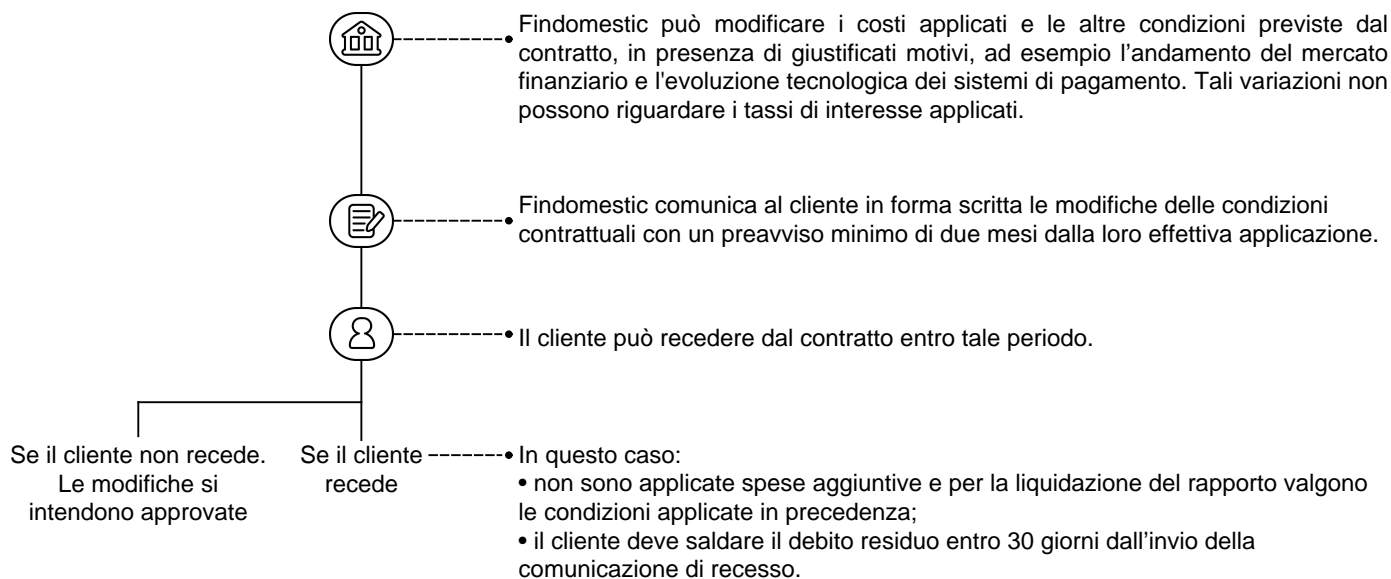 Findomestic può modificare i costi applicati e le altre condizioni previste dal
contratto, in presenza di giustificati motivi, ad esempio l’andamento del mercato
finanziario e l'evoluzione tecnologica dei sistemi di pagamento. Tali variazioni non
possono riguardare i tassi di interesse applicati.
Findomestic comunica al cliente in forma scritta le modifiche delle condizioni
contrattuali con un preavviso minimo di due mesi dalla loro effettiva applicazione.
Il cliente può recedere dal contratto entro tale periodo.
Se il cliente non recede.
Le modifiche si
intendono approvate
Se il cliente
recede
In questo caso:
• non sono applicate spese aggiuntive e per la liquidazione del rapporto valgono
le condizioni applicate in precedenza;
• il cliente deve saldare il debito residuo entro 30 giorni dall’invio della
comunicazione di recesso.